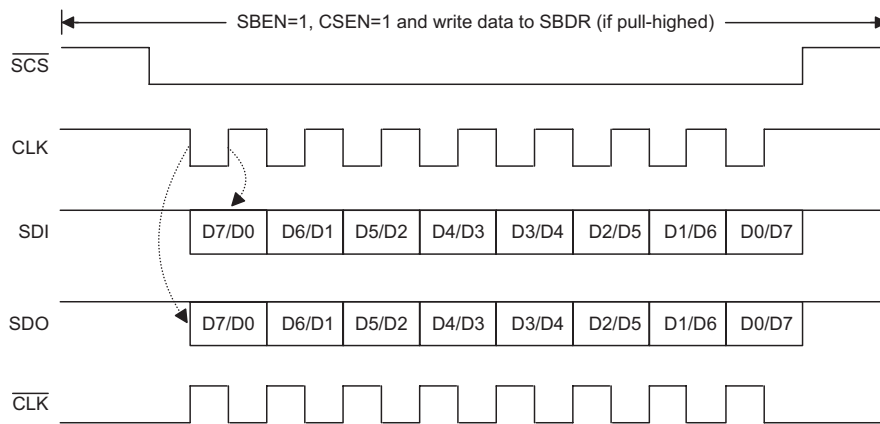 SBEN=1, CSEN=1 and write data to SBDR (if pull-highed)
SCS
CLK
SDI D7/D0 D6/D1 D5/D2 D4/D3 D3/D4 D2/D5 D1/D6 D0/D7
SDO D7/D0 D6/D1 D5/D2 D4/D3 D3/D4 D2/D5 D1/D6 D0/D7
CLK